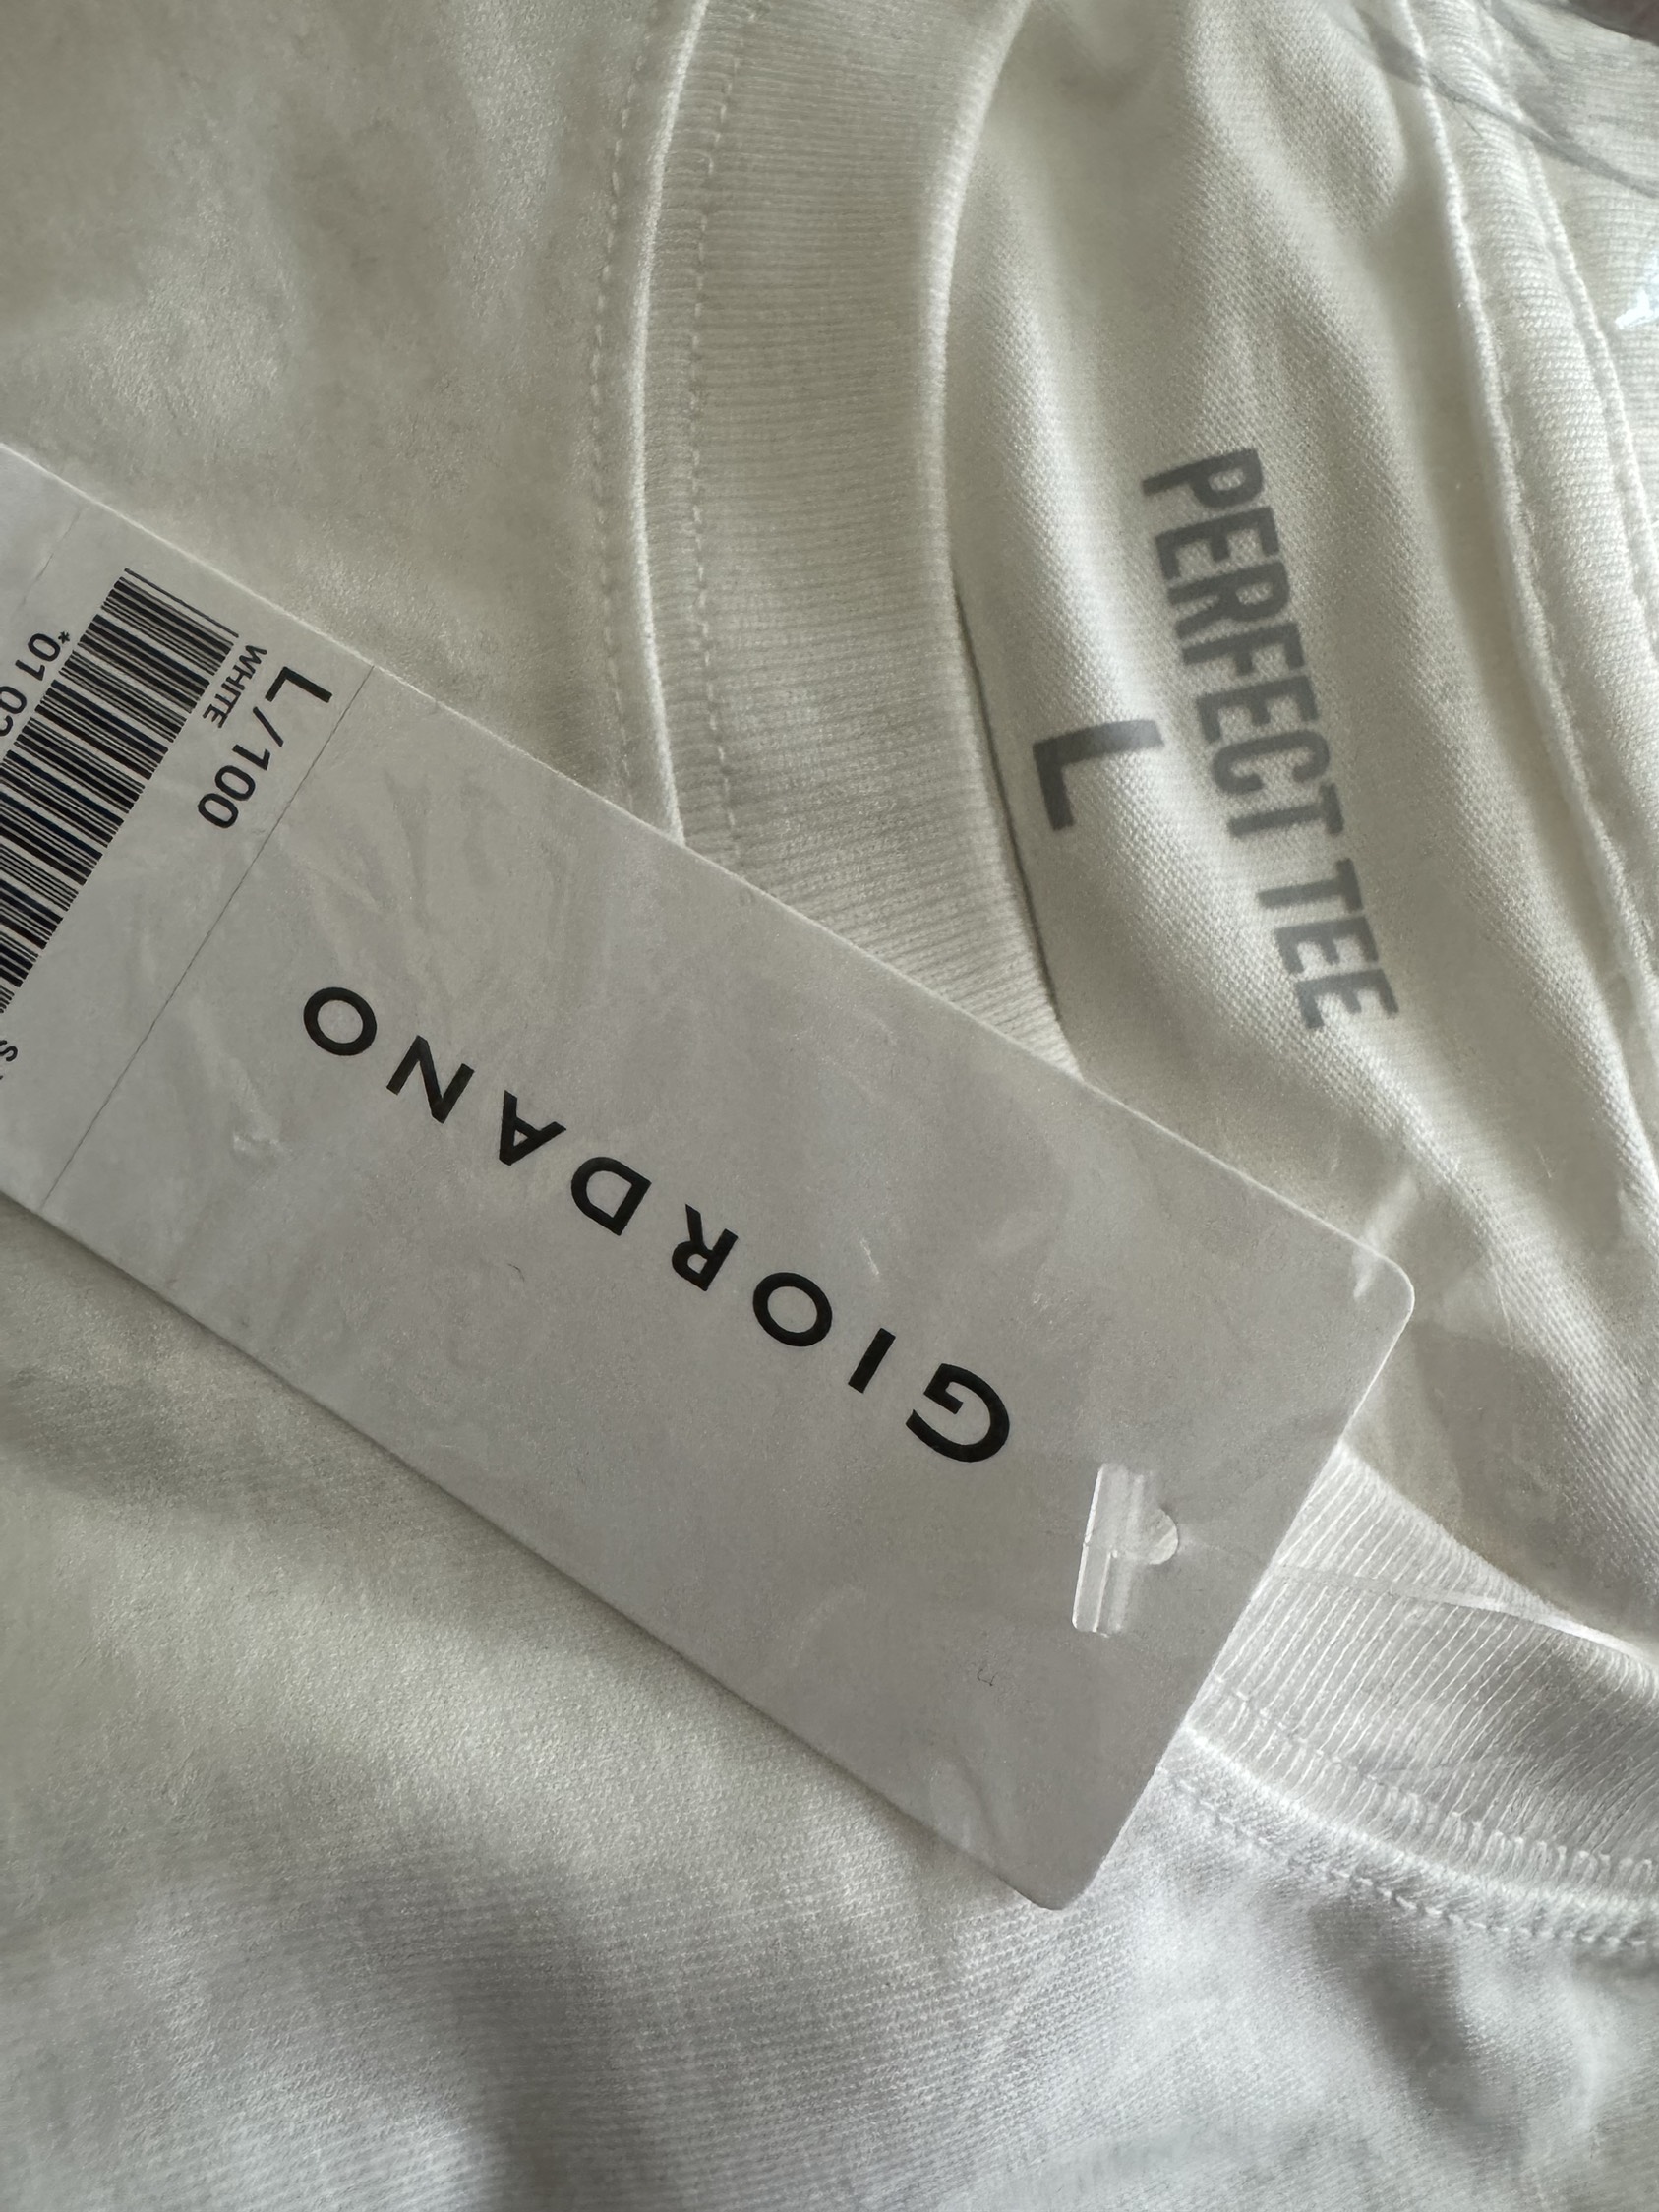 PERFECT TEE
L
GIORDANO
L/100
WHITE